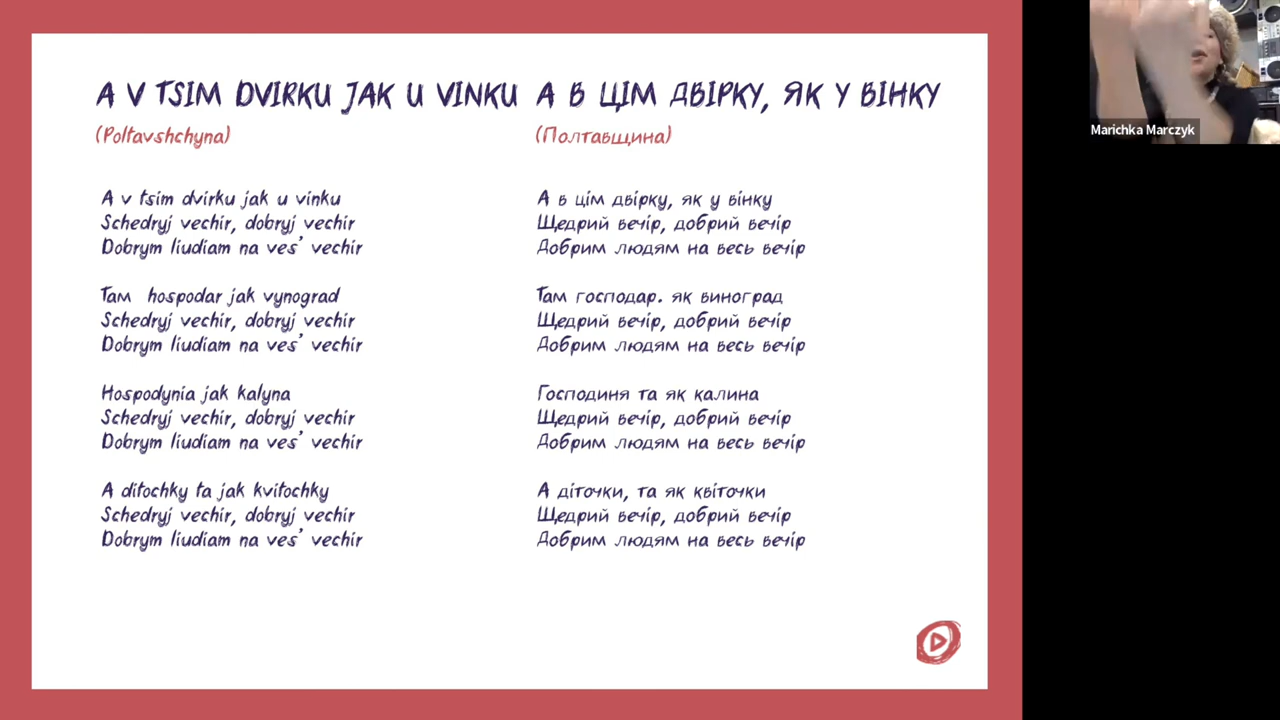 A V TSIM DVIRKU JAK U VINKU
(Poltavshchyna)
A v tsim dvirku jak u vinku
Schedryj vechir, dobryj vechir
Dobrym liudiam na ves' vechir
Tam hospodar jak vynograd
Schedryj vechir, dobryj vechir
Dobrym liudiam na ves' vechir
Hospodynia jak kalyna
Schedryj vechir, dobryj vechir
Dobrym liudiam na ves' vechir
A ditochky ta jak kvitochky
Schedryj vechir, dobryj vechir
Dobrym liudiam na ves' vechir
А В ЦІМ ДВІРКУ, ЯК У ВІНКУ
(Полтавщина)
А в цім двірку, як у вінку
Щедрий вечір, добрий вечір
Добрим людям на весь вечір
Там господар. як виноград
Щедрий вечір, добрий вечір
Добрим людям на весь вечір
Господиня та як калина
Щедрий вечір, добрий вечір
Добрим людям на весь вечір
А діточки, та як квіточки
Щедрий вечір, добрий вечір
Добрим людям на весь вечір
Marichka Marczyk